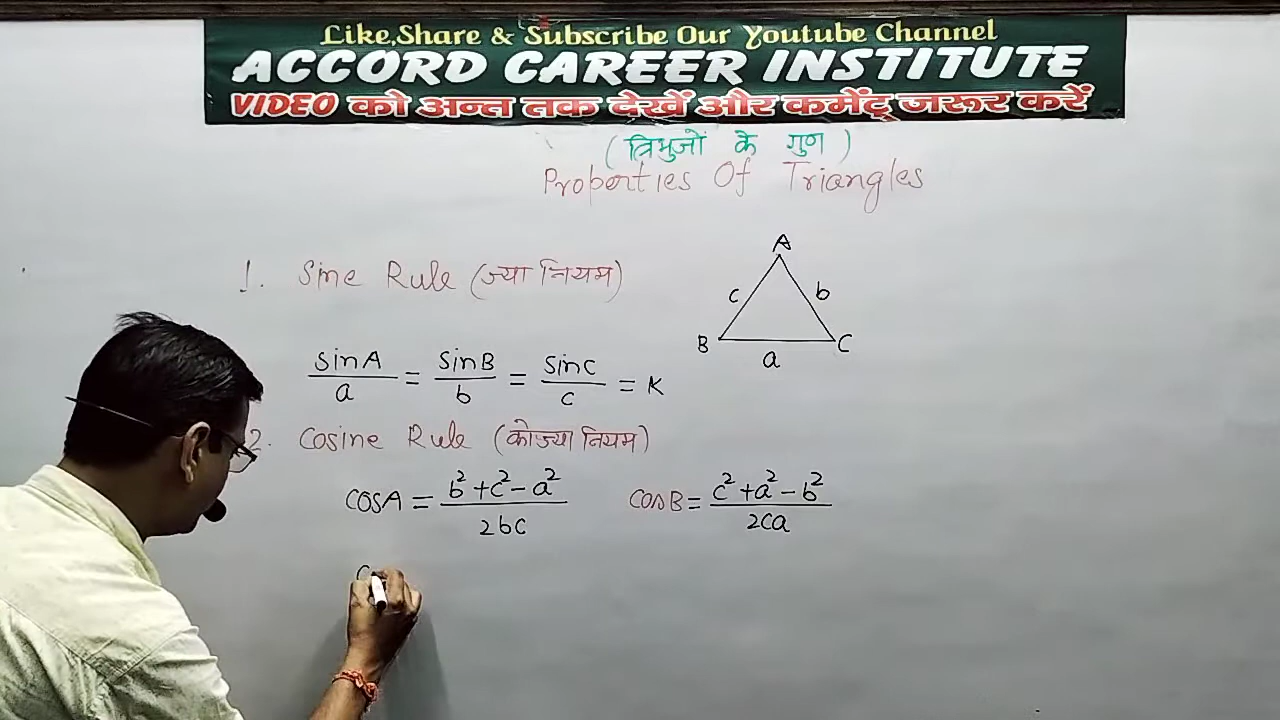 Like,Share & Subscribe Our Youtube Channel
ACCORD CAREER INSTITUTE
VIDEO को अन्त तक देखें और कमेंट् जरूर करें
(त्रिभुजों के गुण)
Properties Of Triangles
1. Sine Rule (ज्या नियम)
A
c b
B C
a
sinA/a = sinB/b = sinC/c = K
2. Cosine Rule (कोज्या नियम)
cosA = b²+c²-a²/2bc cosB = c²+a²-b²/2ca
C